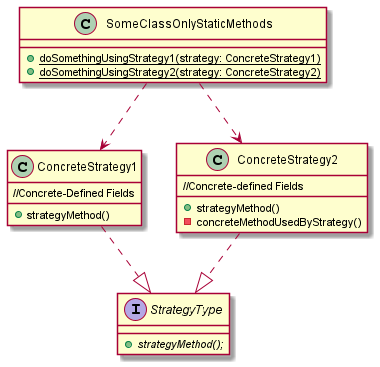 C SomeClassOnlyStaticMethods
doSomethingUsingStrategy1(strategy: ConcreteStrategy1)
doSomethingUsingStrategy2(strategy: ConcreteStrategy2)
C ConcreteStrategy1
//Concrete-Defined Fields
strategyMethod()
C ConcreteStrategy2
//Concrete-defined Fields
strategyMethod()
concreteMethodUsedByStrategy()
I StrategyType
strategyMethod();